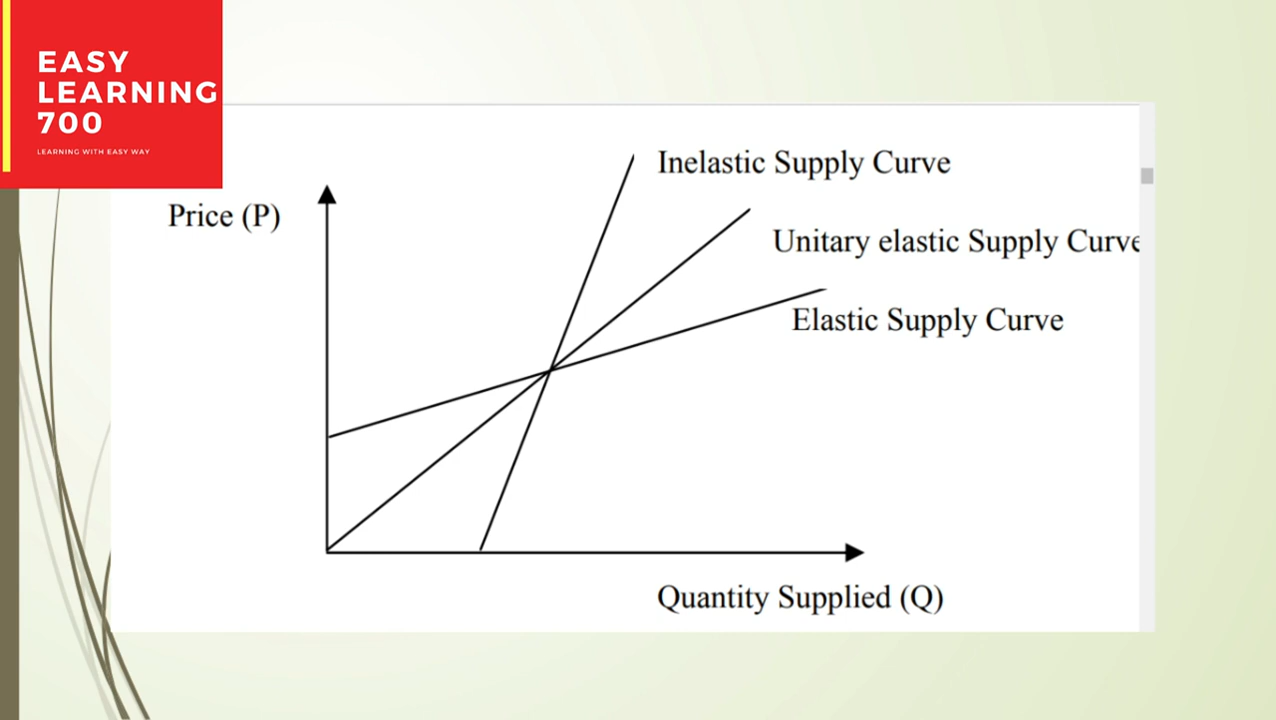 EASY
LEARNING
700
LEARNING WITH EASY WAY
Inelastic Supply Curve
Price (P)
Unitary elastic Supply Curve
Elastic Supply Curve
Quantity Supplied (Q)